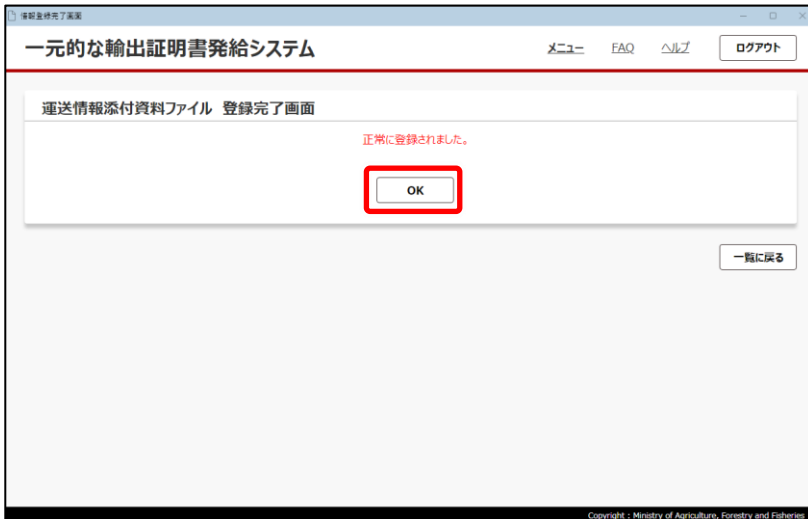 情報登録完了画面
一元的な輸出証明書発給システム
メニュー FAQ ヘルプ ログアウト
運送情報添付資料ファイル 登録完了画面
正常に登録されました。
OK
一覧に戻る
Copyright : Ministry of Agriculture, Forestry and Fisheries